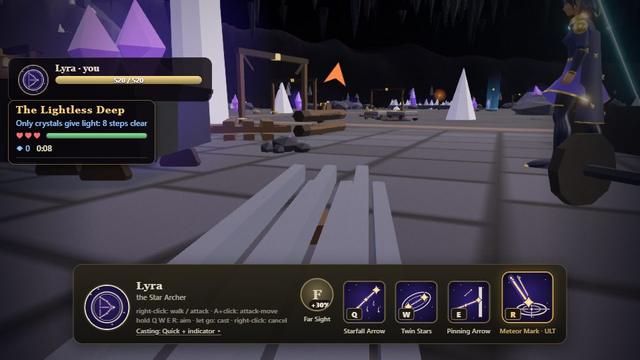 Lyra · you
520 / 520
The Lightless Deep
Only crystals give light: 8 steps clear
0 0:08
Lyra
the Star Archer
right-click: walk / attack · A+click: attack-move
hold Q W E R: aim · let go: cast · right-click: cancel
Casting: Quick + indicator
F
+30%
Far Sight
Q
Starfall Arrow
W
Twin Stars
E
Pinning Arrow
R
Meteor Mark · ULT